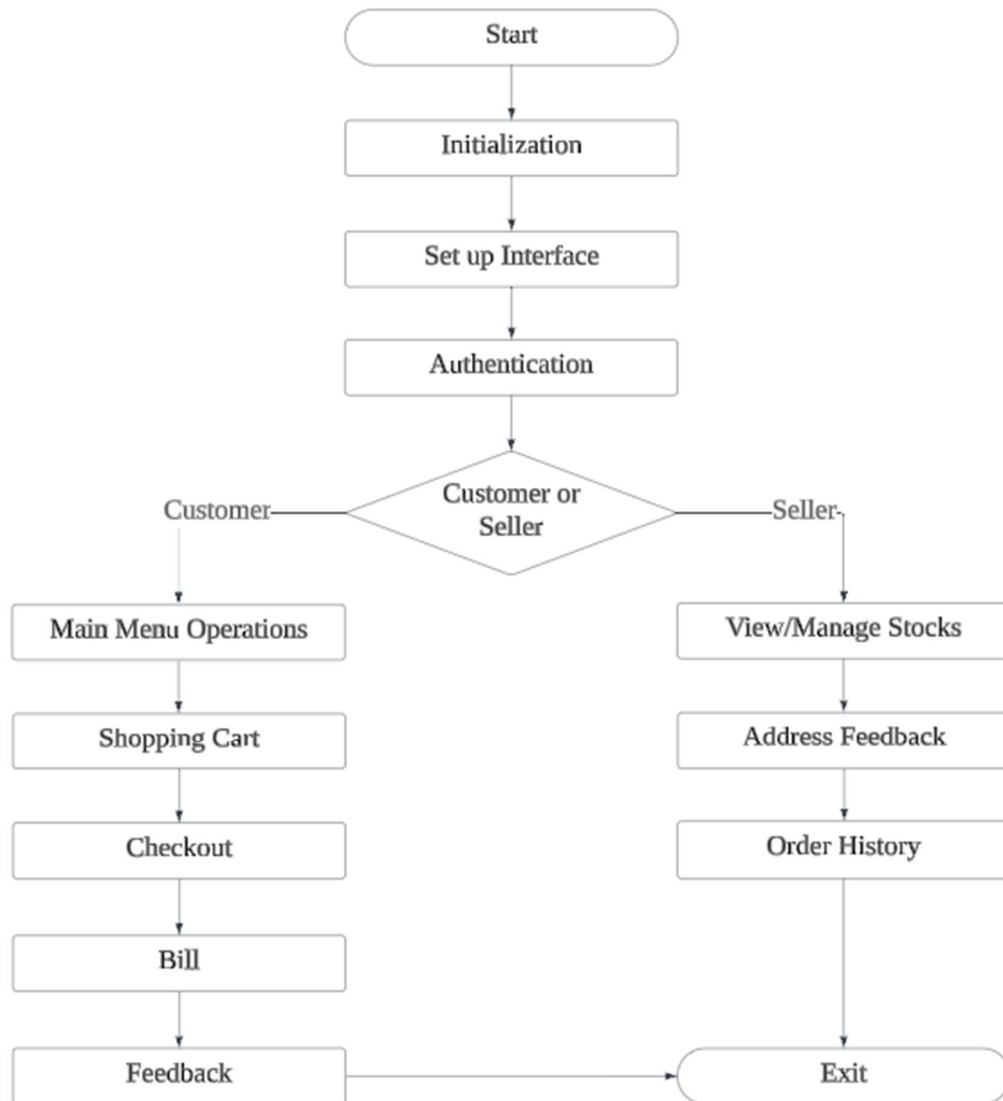 Start
Initialization
Set up Interface
Authentication
Customer or
Seller
Customer
Seller
Main Menu Operations
View/Manage Stocks
Shopping Cart
Address Feedback
Checkout
Order History
Bill
Feedback
Exit